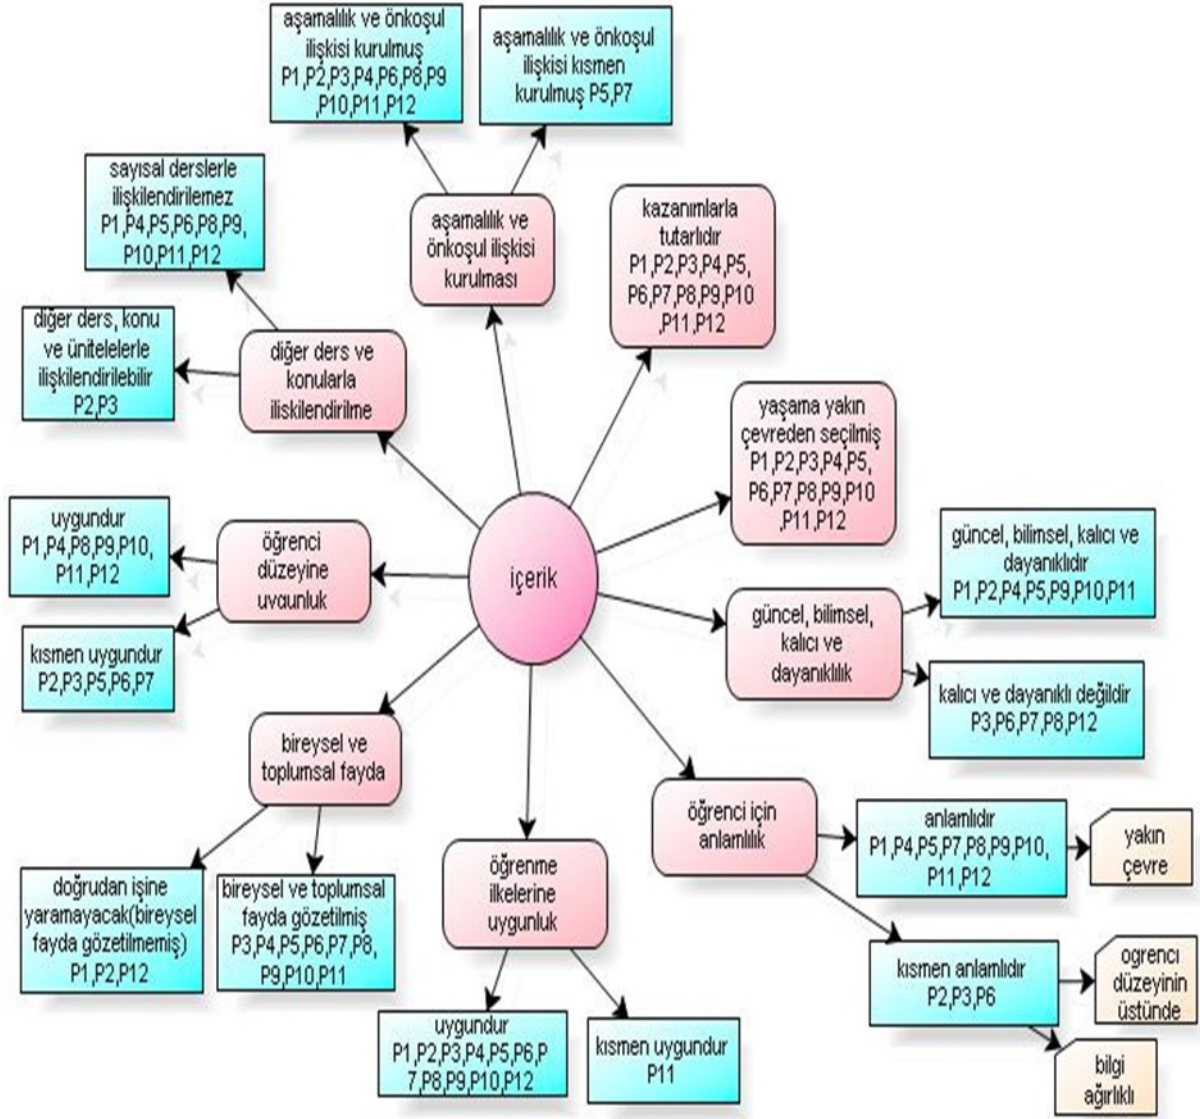 aşamalılık ve önkoşul
ilişkisi kurulmuş
P1,P2,P3,P4,P6,P8,P9
,P10,P11,P12
aşamalılık ve önkoşul
ilişkisi kısmen
kurulmuş P5,P7
sayısal derslerle
ilişkilendirilemez
P1,P4,P5,P6,P8,P9,
P10,P11,P12
aşamalılık ve
önkoşul ilişkisi
kurulması
kazanımlarla
tutarlıdır
P1,P2,P3,P4,P5,
P6,P7,P8,P9,P10
,P11,P12
diğer ders, konu
ve ünitelelerle
ilişkilendirilebilir
P2,P3
diğer ders ve
konularla
iliskilendirilme
yaşama yakın
çevreden seçilmiş
P1,P2,P3,P4,P5,
P6,P7,P8,P9,P10
,P11,P12
uygundur
P1,P4,P8,P9,P10,
P11,P12
öğrenci
düzeyine
uygunluk
içerik
güncel, bilimsel, kalıcı ve
dayanıklıdır
P1,P2,P4,P5,P9,P10,P11
güncel, bilimsel,
kalıcı ve
dayanıklılık
kısmen uygundur
P2,P3,P5,P6,P7
kalıcı ve dayanıklı değildir
P3,P6,P7,P8,P12
bireysel ve
toplumsal fayda
öğrenci için
anlamlılık
anlamlıdır
P1,P4,P5,P7,P8,P9,P10,
P11,P12
yakın
çevre
doğrudan işine
yaramayacak(bireysel
fayda gözetilmemiş)
P1,P2,P12
bireysel ve toplumsal
fayda gözetilmiş
P3,P4,P5,P6,P7,P8,
P9,P10,P11
öğrenme
ilkelerine
uygunluk
kısmen anlamlıdır
P2,P3,P6
ogrencı
düzeyinin
üstünde
uygundur
P1,P2,P3,P4,P5,P6,P
7,P8,P9,P10,P12
kısmen uygundur
P11
bilgi
ağırlıklı